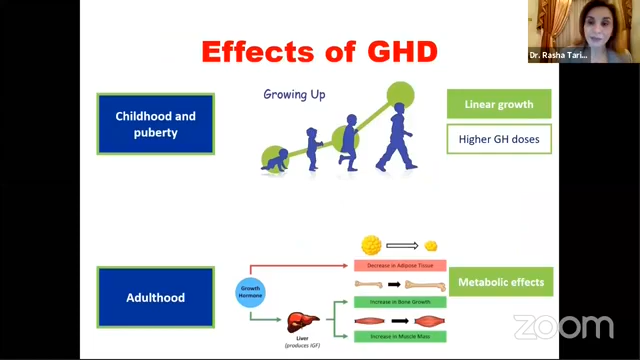 Effects of GHD
Dr. Rasha Tari...
Childhood and
puberty
Growing Up
Linear growth
Higher GH doses
Adulthood
Growth
Hormone
Liver
(produces IGF)
Decrease in Adipose Tissue
Increase in Bone Growth
Increase in Muscle Mass
Metabolic effects
zoom